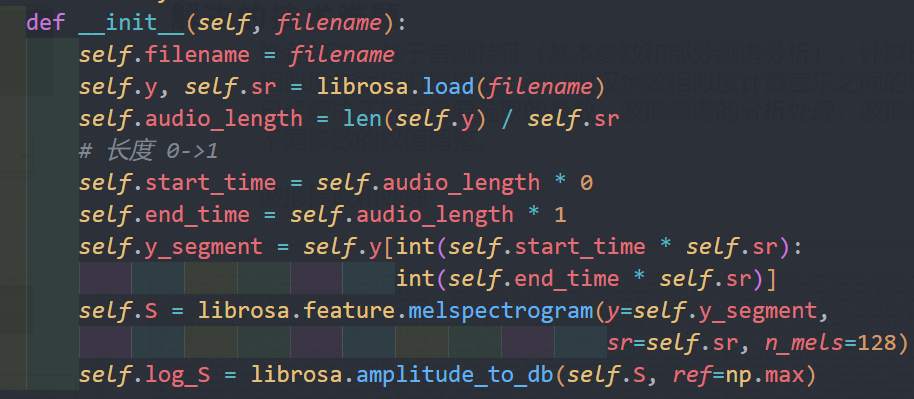 def __init__(self, filename):
self.filename = filename
self.y, self.sr = librosa.load(filename)
self.audio_length = len(self.y) / self.sr
# 长度 0->1
self.start_time = self.audio_length * 0
self.end_time = self.audio_length * 1
self.y_segment = self.y[int(self.start_time * self.sr):
int(self.end_time * self.sr)]
self.S = librosa.feature.melspectrogram(y=self.y_segment,
sr=self.sr, n_mels=128)
self.log_S = librosa.amplitude_to_db(self.S, ref=np.max)